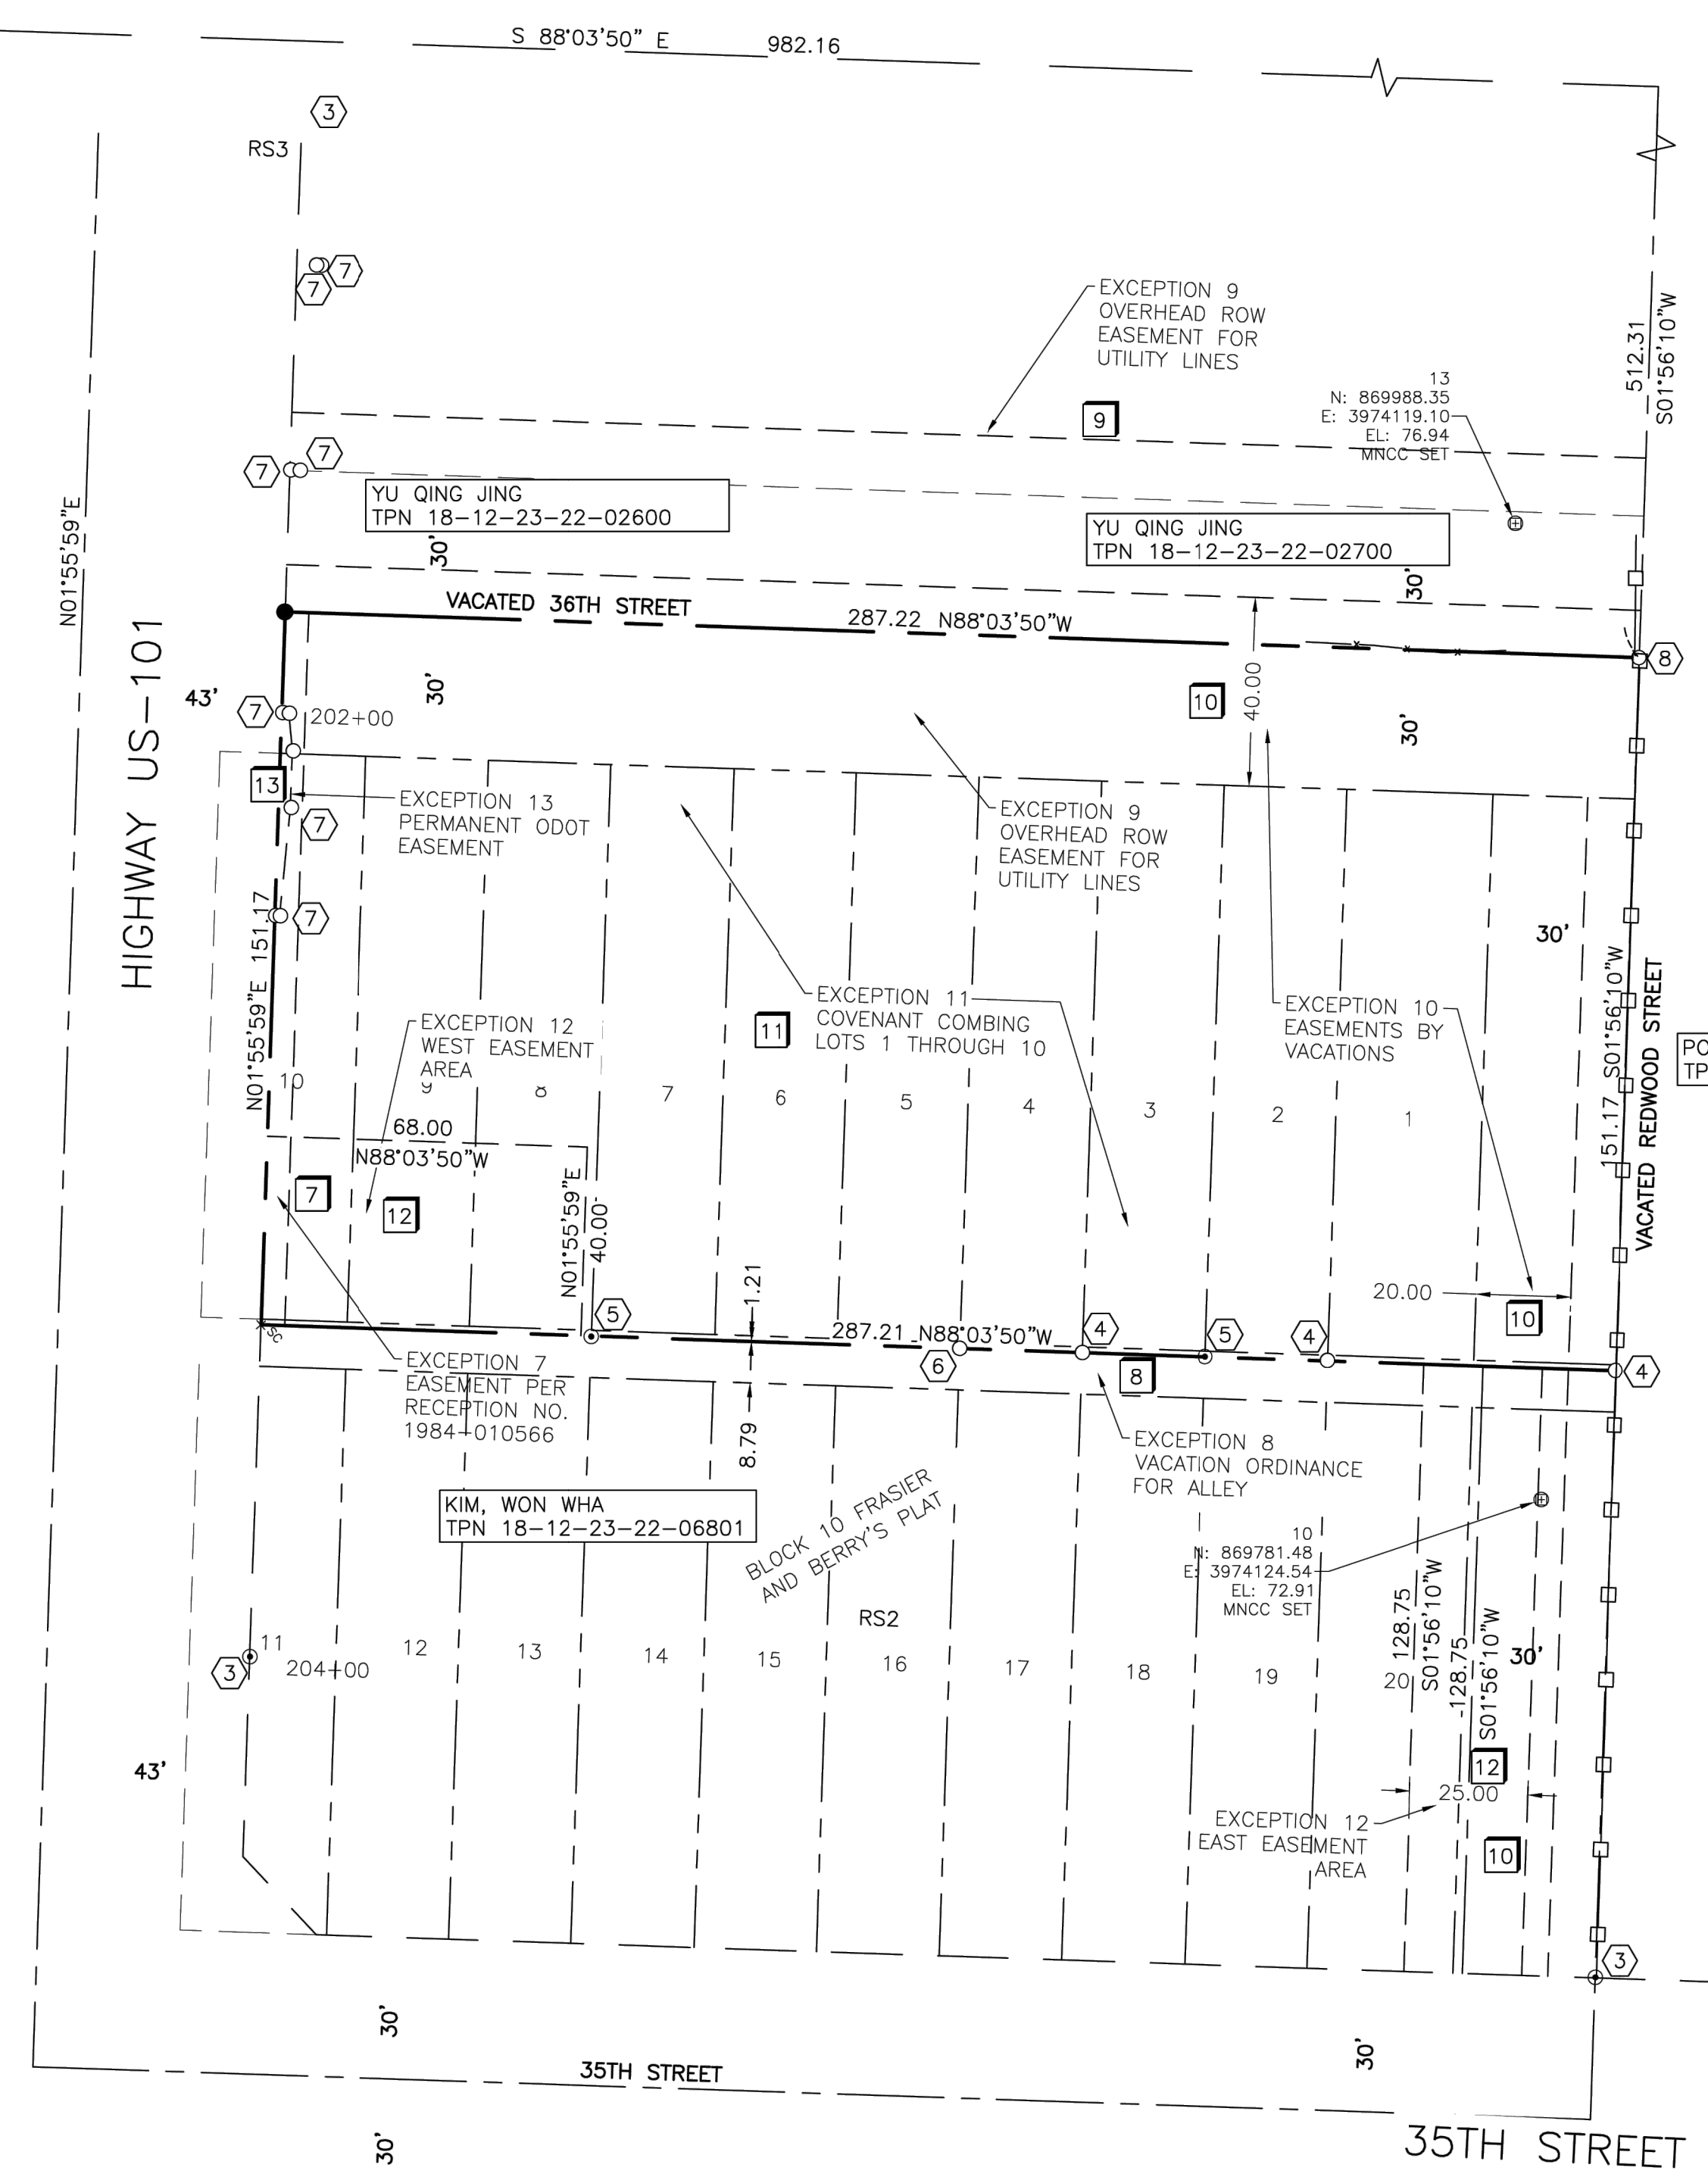 S 88°03'50" E 982.16
3
RS3
7
7
EXCEPTION 9
OVERHEAD ROW
EASEMENT FOR
UTILITY LINES
9
13
N: 869988.35
E: 3974119.10
EL: 76.94
MNCC SET
512.31
S01°56'10"W
7
7
YU QING JING
TPN 18-12-23-22-02600
YU QING JING
TPN 18-12-23-22-02700
N01°55'59"E
30'
30'
VACATED 36TH STREET
287.22 N88°03'50"W
8
HIGHWAY US-101
43'
7
202+00
30'
10
40.00
30'
13
EXCEPTION 13
PERMANENT ODOT
EASEMENT
7
EXCEPTION 9
OVERHEAD ROW
EASEMENT FOR
UTILITY LINES
7
N01°55'59"E 151.17
30'
EXCEPTION 12
WEST EASEMENT
AREA
11
EXCEPTION 11
COVENANT COMBING
LOTS 1 THROUGH 10
EXCEPTION 10
EASEMENTS BY
VACATIONS
151.17 S01°56'10"W
VACATED REDWOOD STREET
PO
TP
10
9
8
7
6
5
4
3
2
1
68.00
N88°03'50"W
7
12
N01°55'59"E
40.00
1.21
20.00
10
SC
5
287.21 N88°03'50"W
4
5
4
6
8
4
EXCEPTION 7
EASEMENT PER
RECEPTION NO.
1984-010566
8.79
EXCEPTION 8
VACATION ORDINANCE
FOR ALLEY
KIM, WON WHA
TPN 18-12-23-22-06801
BLOCK 10 FRASIER
AND BERRY'S PLAT
10
N: 869781.48
E: 3974124.54
EL: 72.91
MNCC SET
RS2
128.75
S01°56'10"W
128.75
S01°56'10"W
30'
3
11
204+00
12
13
14
15
16
17
18
19
20
43'
12
25.00
EXCEPTION 12
EAST EASEMENT
AREA
10
3
30'
30'
35TH STREET
30'
35TH STREET